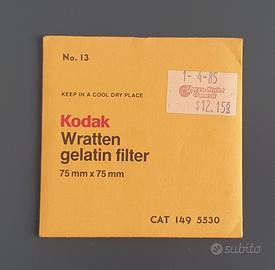 No. 13
1-4-85
$12.15
KEEP IN A COOL DRY PLACE
Kodak
Wratten
gelatin filter
75 mm x 75 mm
CAT 149 5530
subito